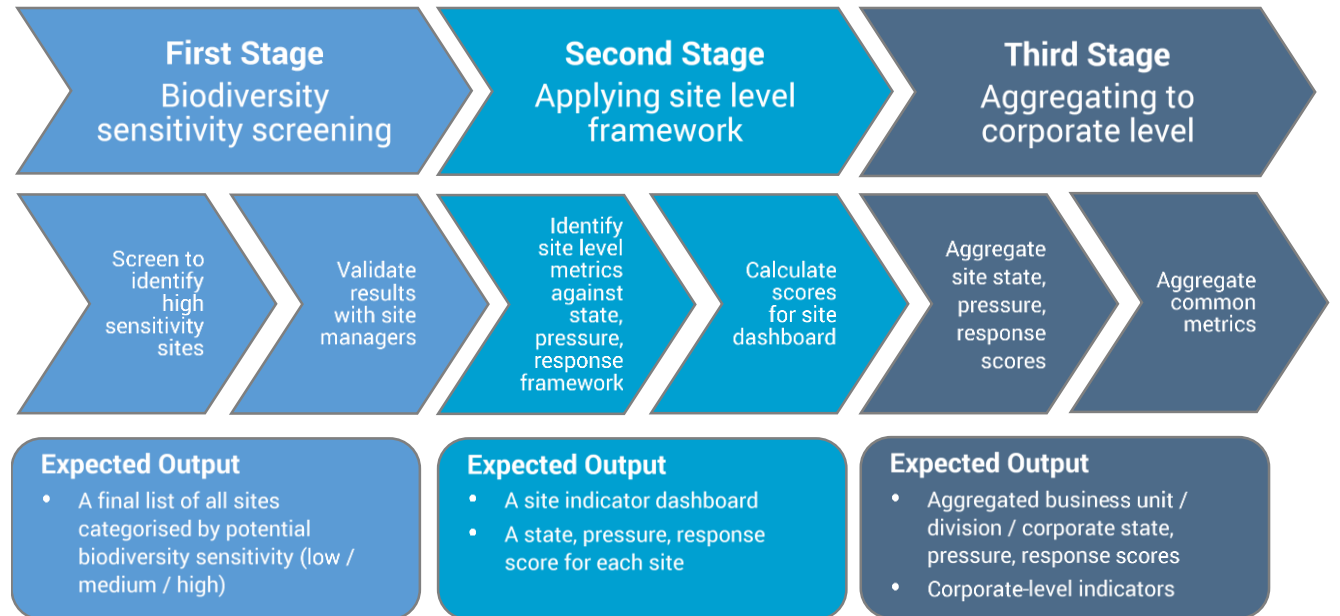 First Stage
Biodiversity
sensitivity screening
Second Stage
Applying site level
framework
Third Stage
Aggregating to
corporate level
Screen to
identify
high
sensitivity
sites
Validate
results
with site
managers
Identify
site level
metrics
against
state,
pressure,
response
framework
Calculate
scores
for site
dashboard
Aggregate
site state,
pressure,
response
scores
Aggregate
common
metrics
Expected Output
• A final list of all sites
categorised by potential
biodiversity sensitivity (low /
medium / high)
Expected Output
• A site indicator dashboard
• A state, pressure, response
score for each site
Expected Output
• Aggregated business unit /
division / corporate state,
pressure, response scores
• Corporate-level indicators